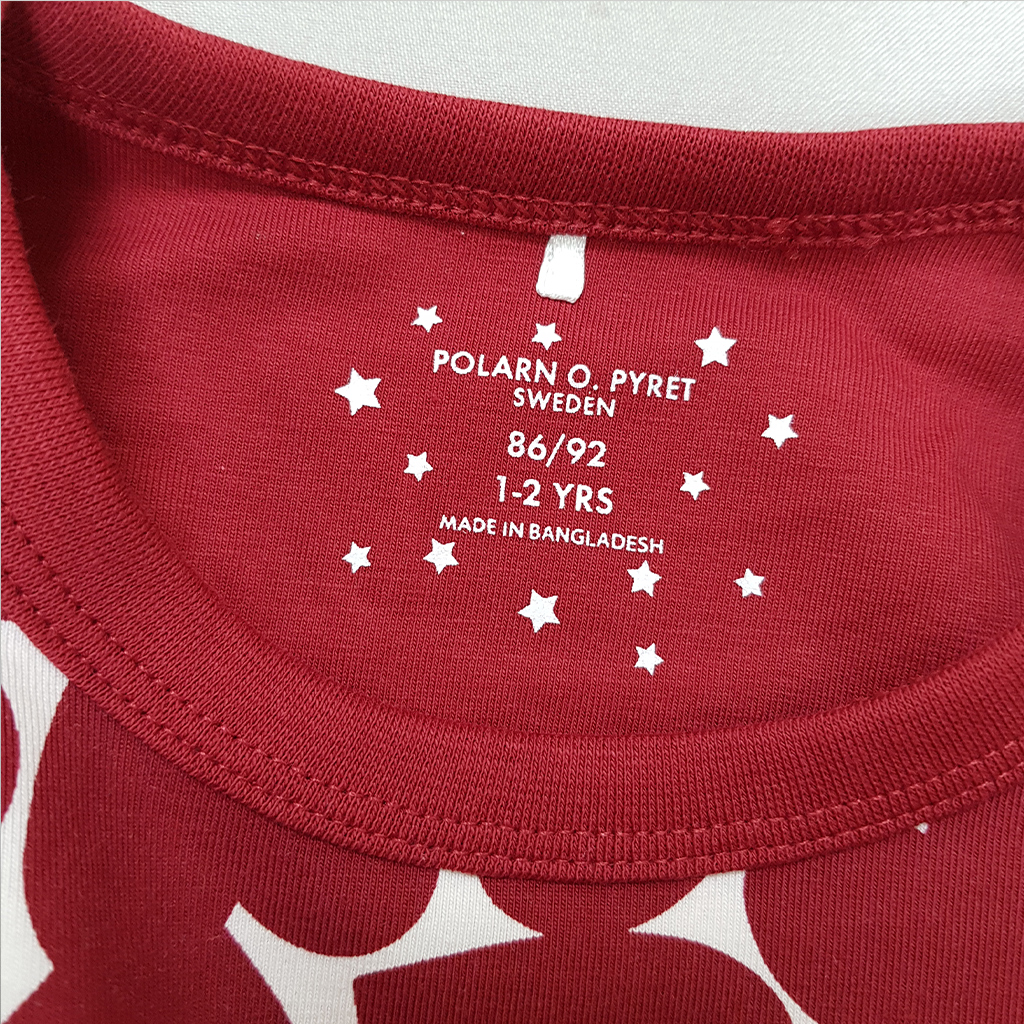 POLARN O. PYRET
SWEDEN
86/92
1-2 YRS
MADE IN BANGLADESH